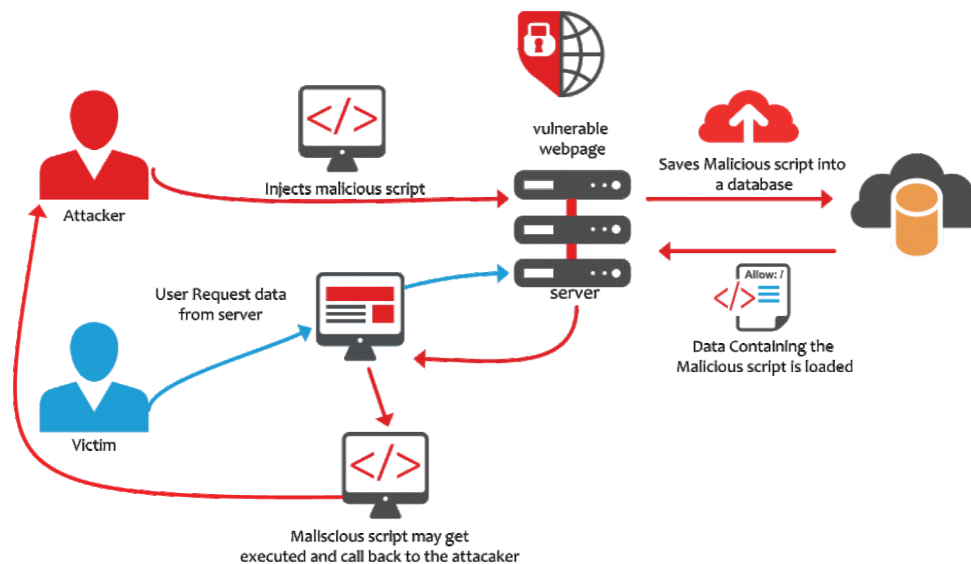 </>
Injects malicious script
Attacker
vulnerable
webpage
Saves Malicious script into
a database
server
User Request data
from server
Allow: /
</>
Data Containing the
Malicious script is loaded
Victim
</>
Maliscious script may get
executed and call back to the attacaker